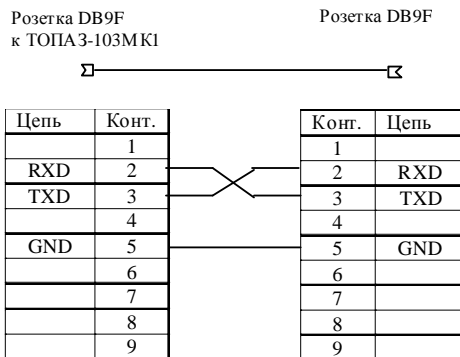 Розетка DB9F
к ТОПАЗ-103МК1
Розетка DB9F
Цепь Конт.
1
RXD 2
TXD 3
4
GND 5
6
7
8
9
Конт. Цепь
1
2 RXD
3 TXD
4
5 GND
6
7
8
9